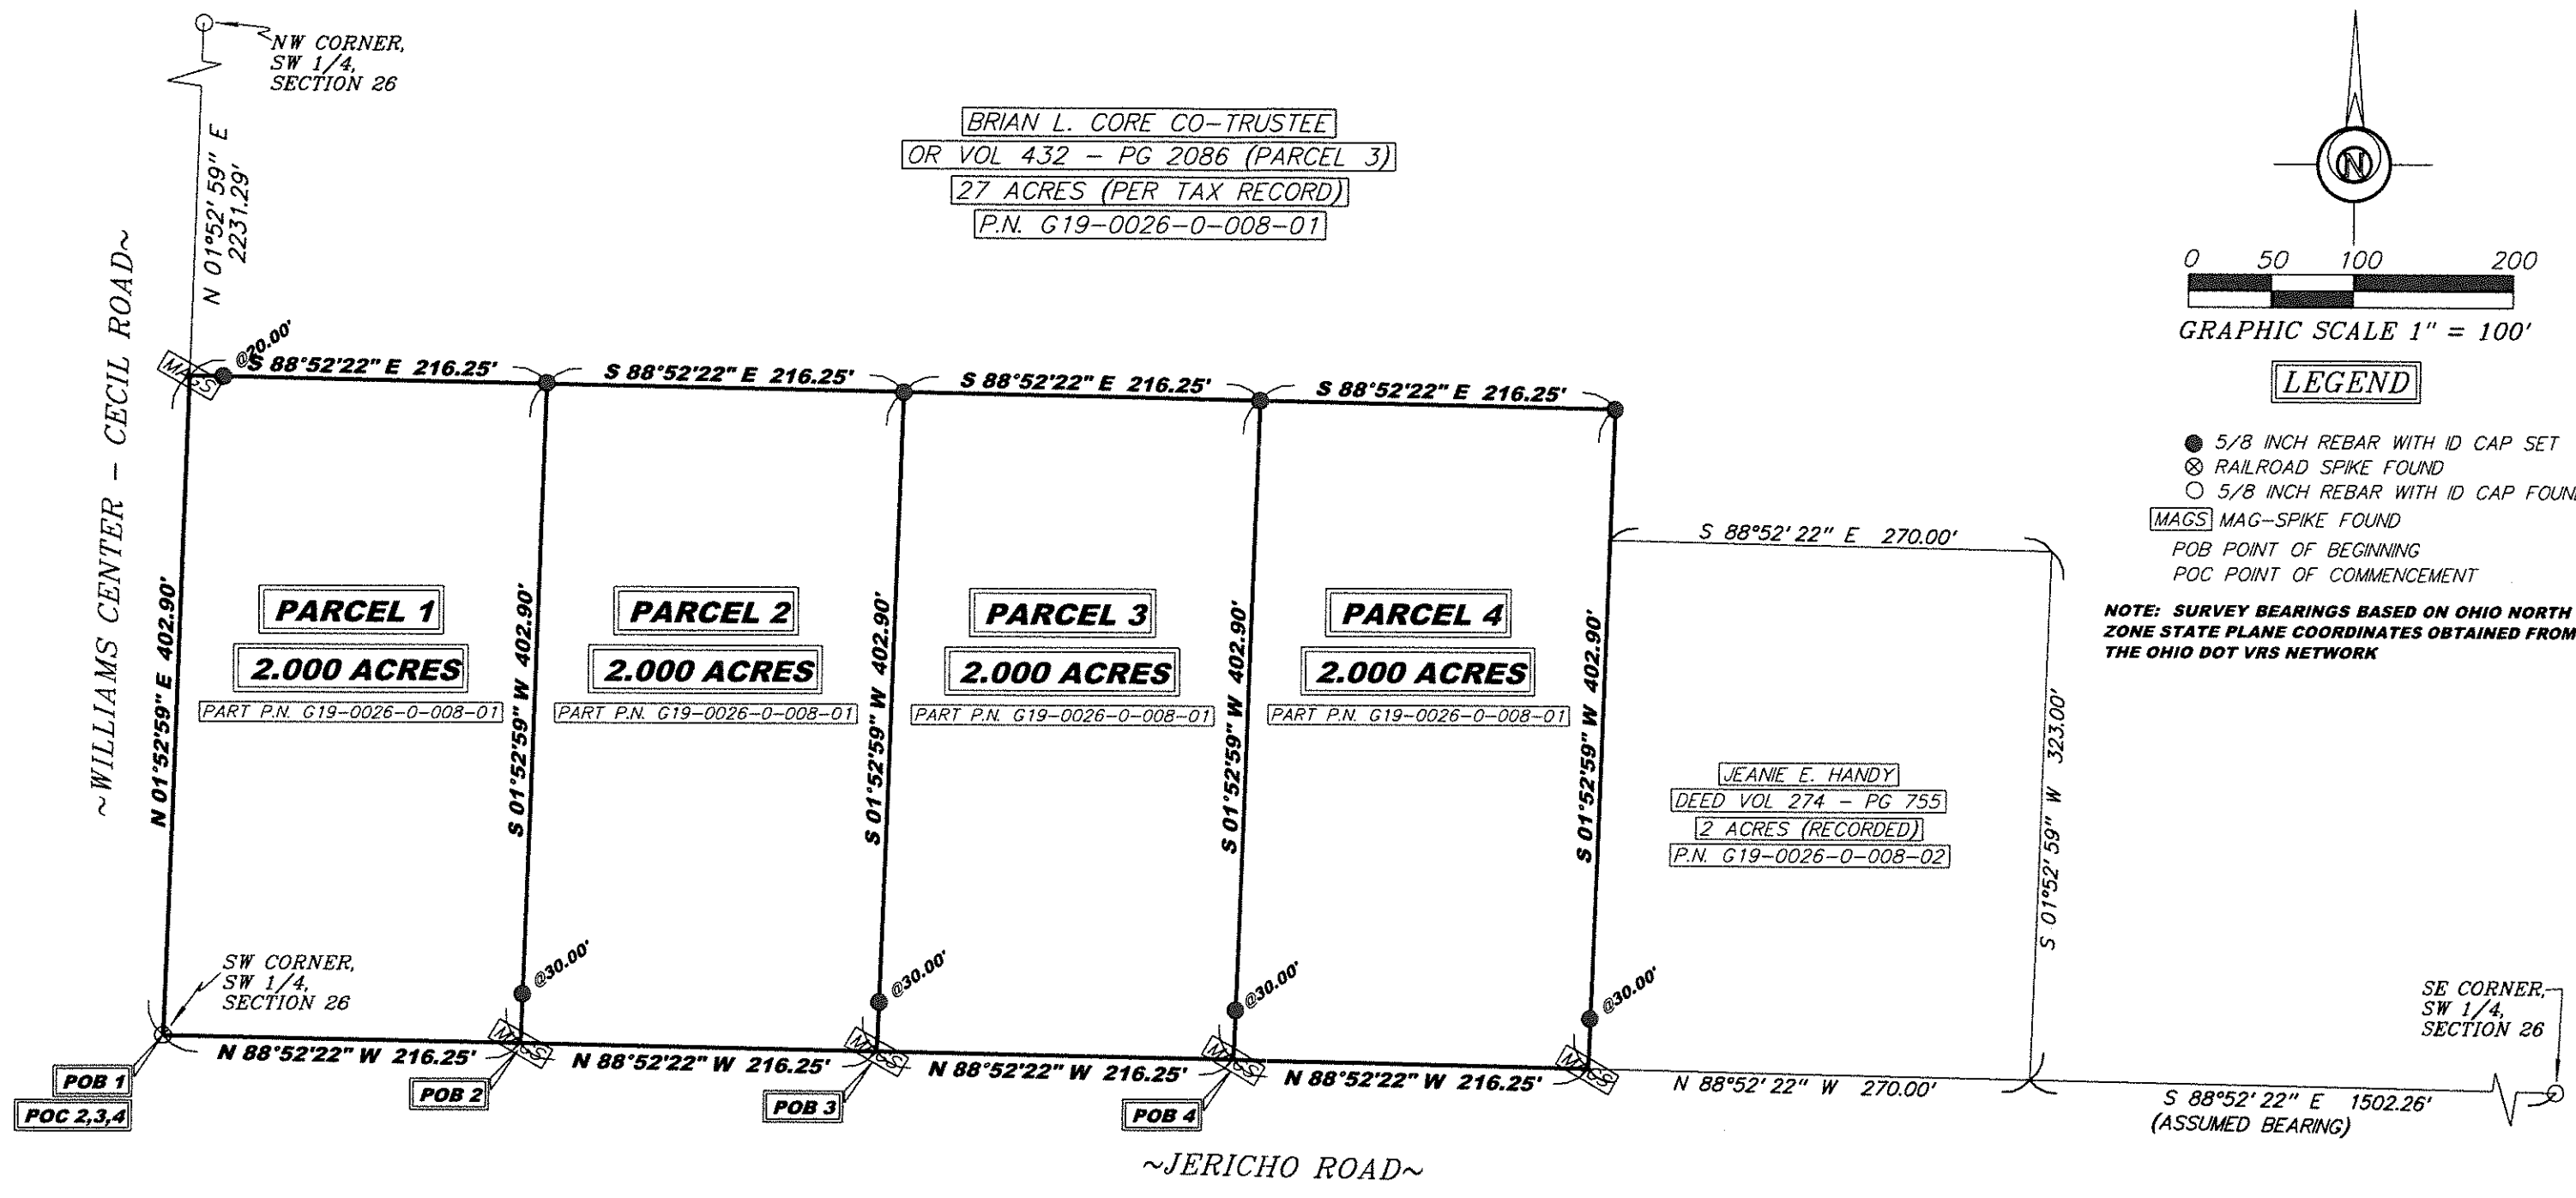 NW CORNER,
SW 1/4,
SECTION 26
N 01°52'59" E
2231.29'
~WILLIAMS CENTER - CECIL ROAD~
BRIAN L. CORE CO-TRUSTEE
OR VOL 432 - PG 2086 (PARCEL 3)
27 ACRES (PER TAX RECORD)
P.N. G19-0026-0-008-01
N
0 50 100 200
GRAPHIC SCALE 1" = 100'
LEGEND
5/8 INCH REBAR WITH ID CAP SET
RAILROAD SPIKE FOUND
5/8 INCH REBAR WITH ID CAP FOUN
MAGS MAG-SPIKE FOUND
POB POINT OF BEGINNING
POC POINT OF COMMENCEMENT
NOTE: SURVEY BEARINGS BASED ON OHIO NORTH
ZONE STATE PLANE COORDINATES OBTAINED FROM
THE OHIO DOT VRS NETWORK
MAGS
@20.00'
S 88°52'22" E 216.25'
S 88°52'22" E 216.25'
S 88°52'22" E 216.25'
S 88°52'22" E 216.25'
N 01°52'59" E 402.90'
PARCEL 1
2.000 ACRES
PART P.N. G19-0026-0-008-01
S 01°52'59" W 402.90'
PARCEL 2
2.000 ACRES
PART P.N. G19-0026-0-008-01
S 01°52'59" W 402.90'
PARCEL 3
2.000 ACRES
PART P.N. G19-0026-0-008-01
S 01°52'59" W 402.90'
PARCEL 4
2.000 ACRES
PART P.N. G19-0026-0-008-01
S 01°52'59" W 402.90'
S 88°52'22" E 270.00'
JEANIE E. HANDY
DEED VOL 274 - PG 755
2 ACRES (RECORDED)
P.N. G19-0026-0-008-02
S 01°52'59" W 323.00'
SW CORNER,
SW 1/4,
SECTION 26
@30.00'
@30.00'
@30.00'
@30.00'
SE CORNER,
SW 1/4,
SECTION 26
MAGS
MAGS
MAGS
MAGS
N 88°52'22" W 216.25'
N 88°52'22" W 216.25'
N 88°52'22" W 216.25'
N 88°52'22" W 216.25'
N 88°52'22" W 270.00'
S 88°52'22" E 1502.26'
(ASSUMED BEARING)
POB 1
POC 2,3,4
POB 2
POB 3
POB 4
~JERICHO ROAD~